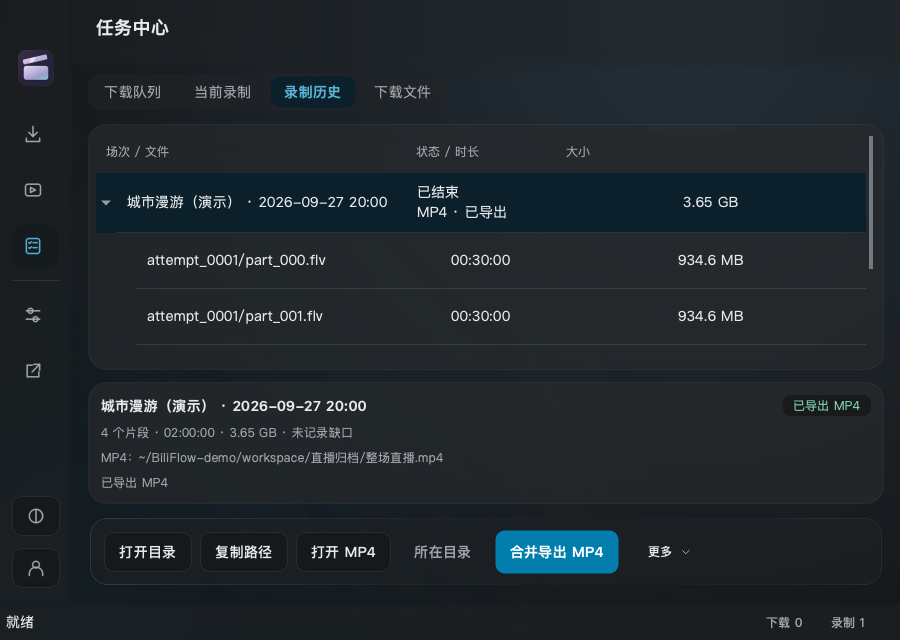 任务中心
下载队列 当前录制 录制历史 下载文件
场次 / 文件 状态 / 时长 大小
城市漫游（演示） · 2026-09-27 20:00 已结束 3.65 GB
MP4 · 已导出
attempt_0001/part_000.flv 00:30:00 934.6 MB
attempt_0001/part_001.flv 00:30:00 934.6 MB
城市漫游（演示） · 2026-09-27 20:00 已导出 MP4
4 个片段 · 02:00:00 · 3.65 GB · 未记录缺口
MP4：~/BillFlow-demo/workspace/直播归档/整场直播.mp4
已导出 MP4
打开目录 复制路径 打开 MP4 所在目录 合并导出 MP4 更多
就绪 下载 0 录制 1